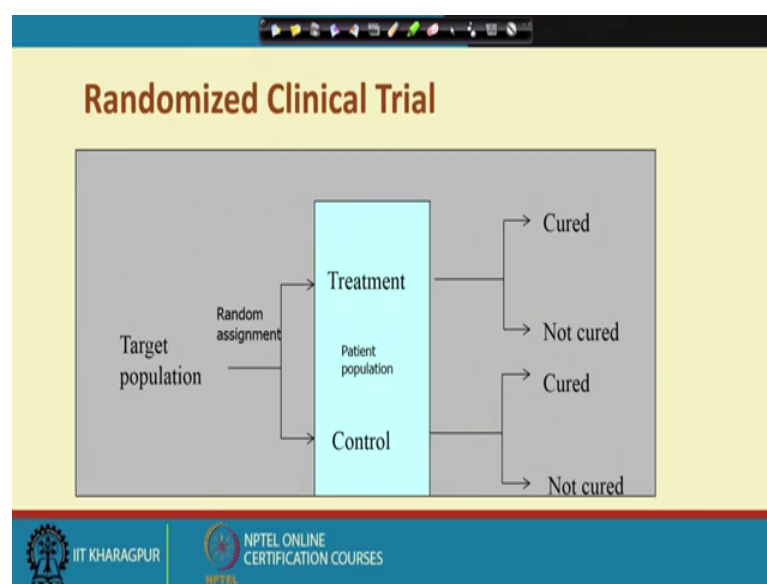 Randomized Clinical Trial
Cured
Treatment
Random
assignment
Not cured
Target
population
Patient
population
Cured
Control
Not cured
IIT KHARAGPUR
NPTEL ONLINE
CERTIFICATION COURSES
NPTEL